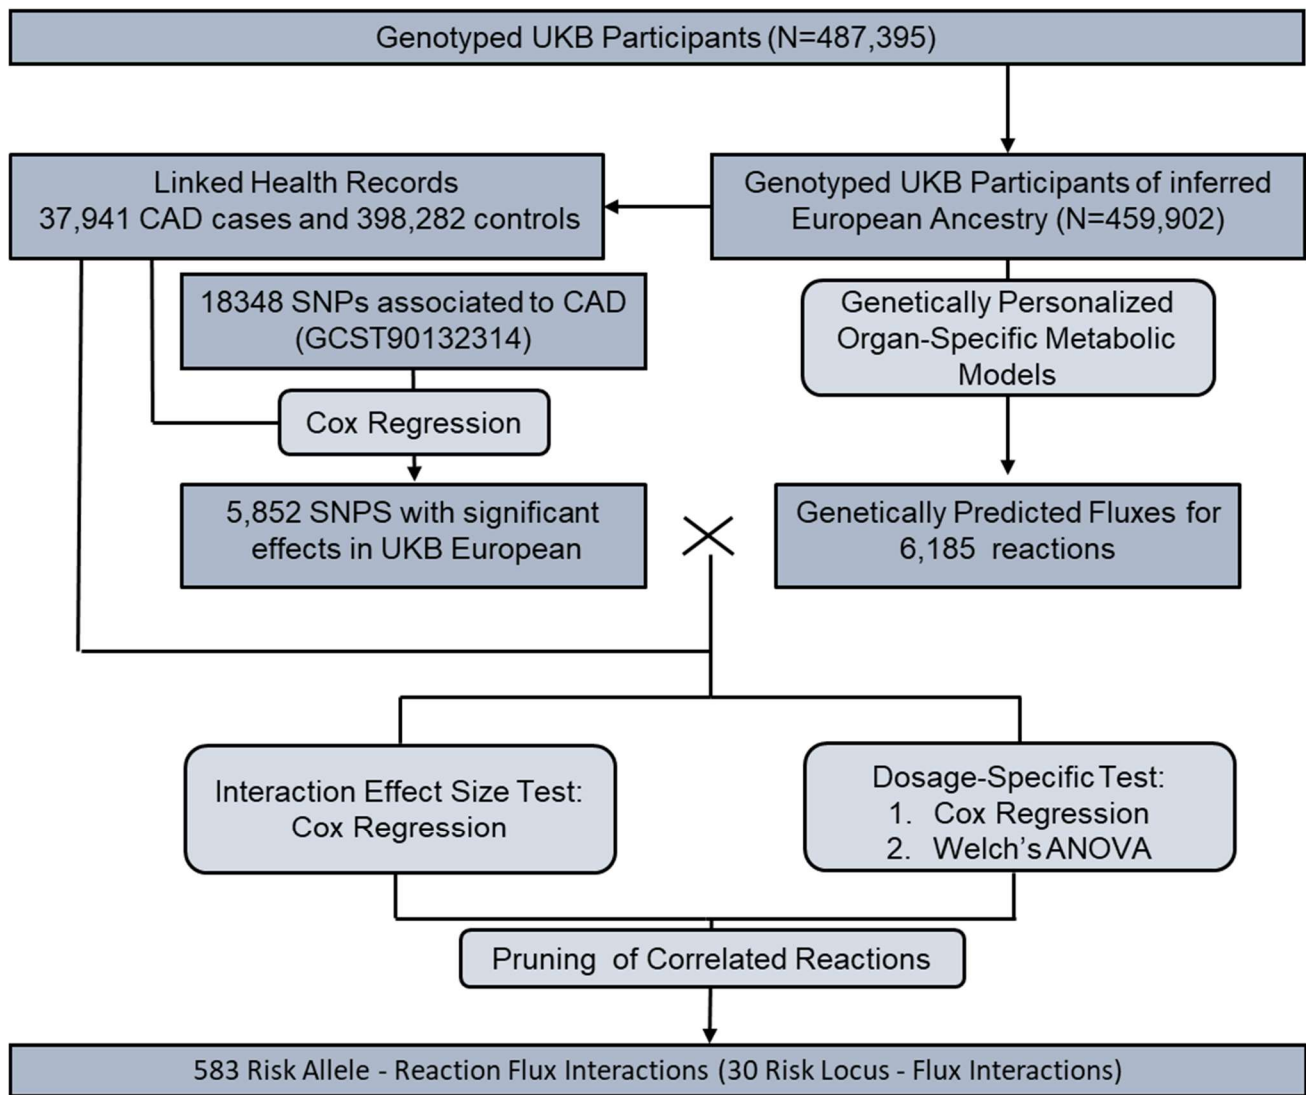 Genotyped UKB Participants (N=487,395)
Linked Health Records
37,941 CAD cases and 398,282 controls
Genotyped UKB Participants of inferred
European Ancestry (N=459,902)
18348 SNPs associated to CAD
(GCST90132314)
Genetically Personalized
Organ-Specific Metabolic
Models
Cox Regression
5,852 SNPS with significant
effects in UKB European
Genetically Predicted Fluxes for
6,185 reactions
Interaction Effect Size Test:
Cox Regression
Dosage-Specific Test:
1. Cox Regression
2. Welch's ANOVA
Pruning of Correlated Reactions
583 Risk Allele - Reaction Flux Interactions (30 Risk Locus - Flux Interactions)